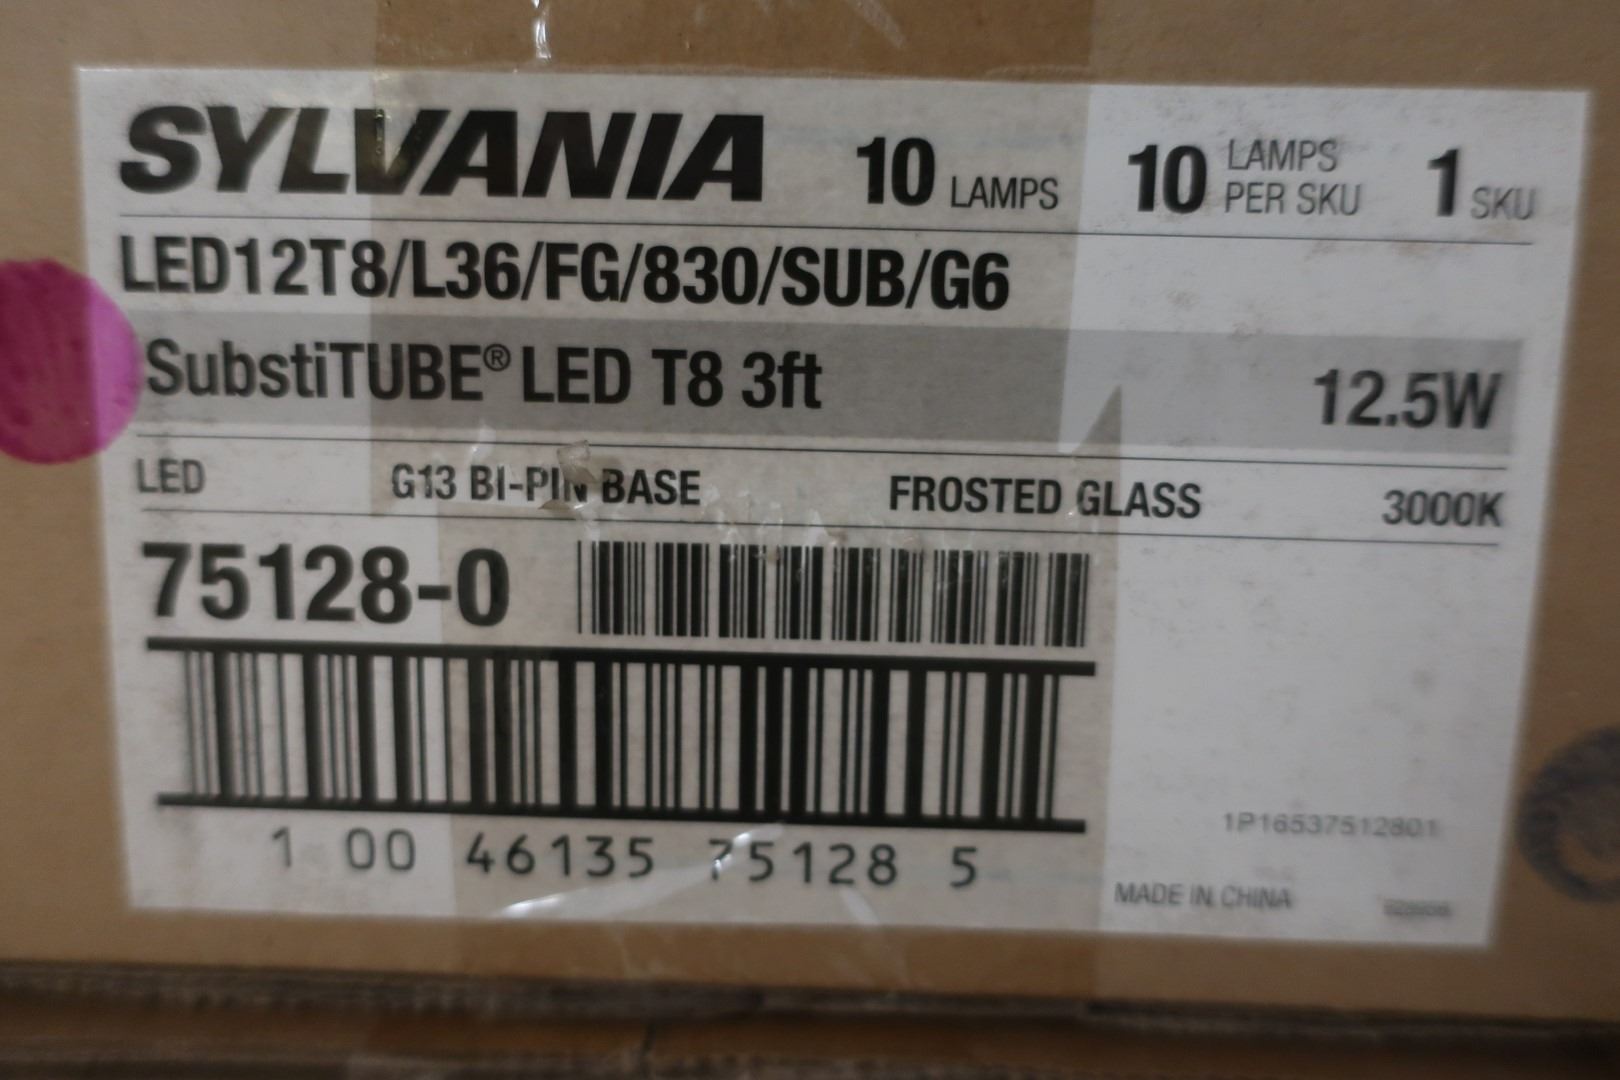 SYLVANIA 10 LAMPS 10 LAMPS PER SKU 1 SKU
LED12T8/L36/FG/830/SUB/G6
SubstiTUBE® LED T8 3ft 12.5W
LED G13 BI-PIN BASE FROSTED GLASS 3000K
75128-0
1P16537512801
1 00 46135 75128 5
MADE IN CHINA